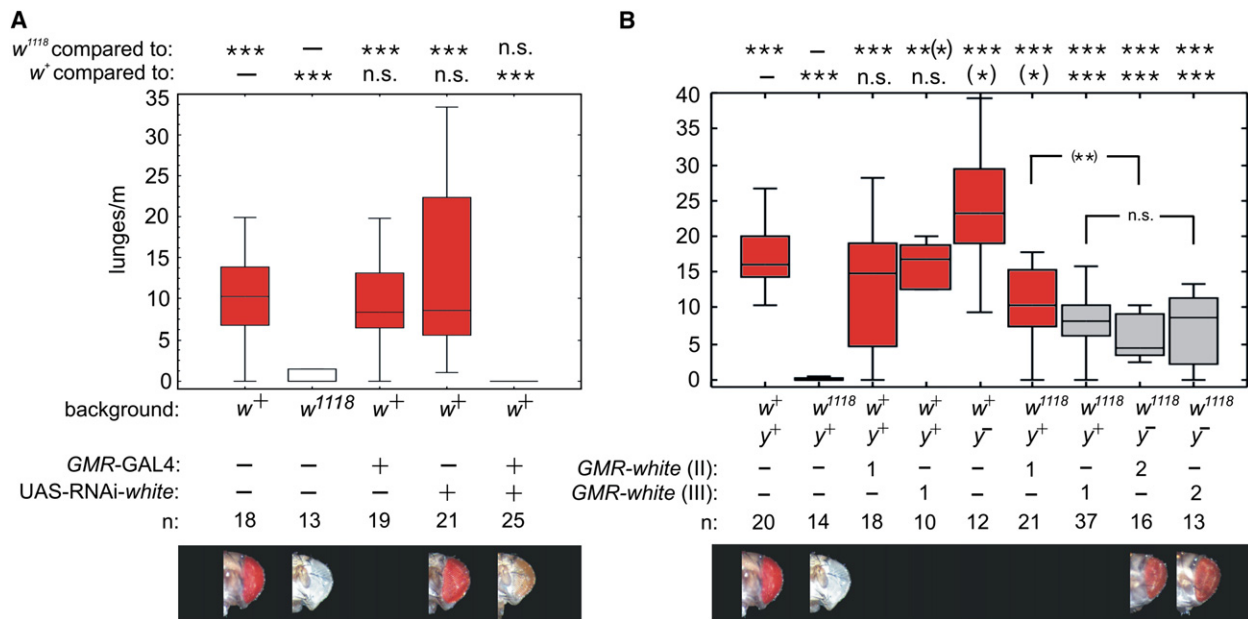 A
w1118 compared to: *** — *** *** n.s.
w+ compared to: — *** n.s. n.s. ***
lunges/m
35
30
25
20
15
10
5
0
background: w+ w1118 w+ w+ w+
GMR-GAL4: – – + – +
UAS-RNAi-white: – – – + +
n: 18 13 19 21 25
B
*** – *** **(*) *** *** *** *** ***
– *** n.s. n.s. (*) (*) *** *** ***
40
35
30
25
20
15
10
5
0
(**)
n.s.
w+ w1118 w+ w+ w+ w1118 w1118 w1118 w1118
y+ y+ y+ y+ y– y+ y+ y– y–
GMR-white (II): – – 1 – – 1 – 2 –
GMR-white (III): – – – 1 – – 1 – 2
n: 20 14 18 10 12 21 37 16 13